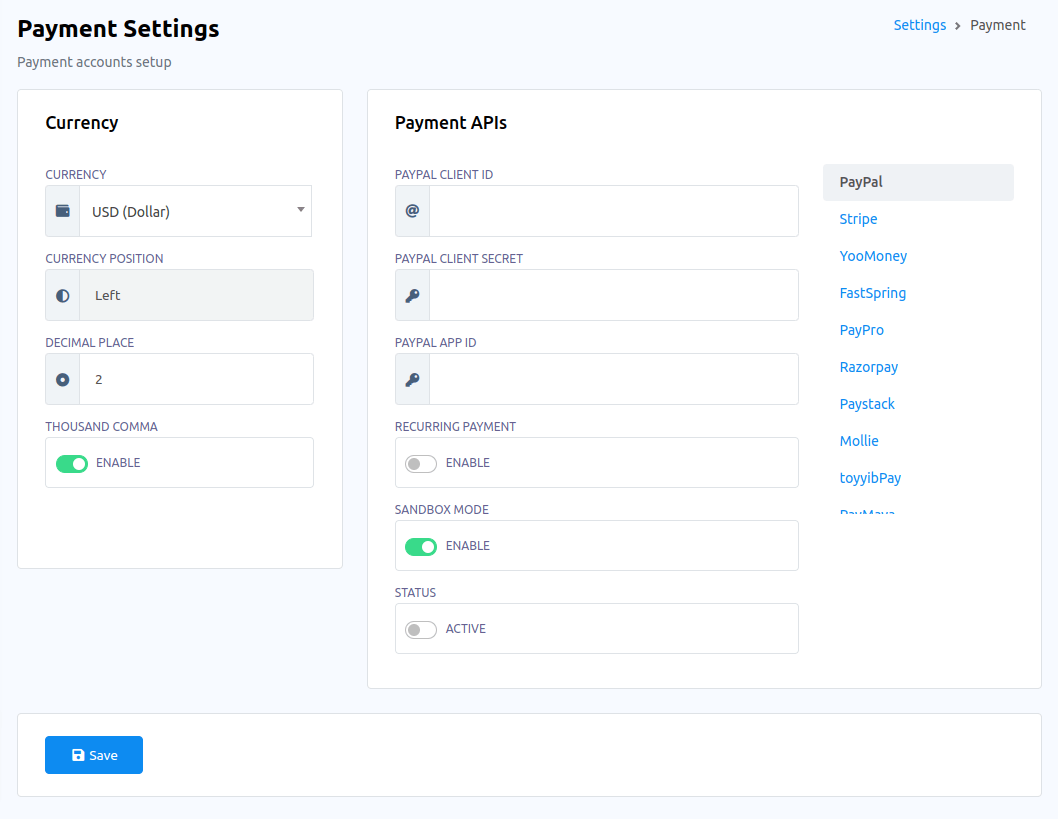 Payment Settings
Settings › Payment
Payment accounts setup
Currency
CURRENCY
USD (Dollar)
CURRENCY POSITION
Left
DECIMAL PLACE
2
THOUSAND COMMA
ENABLE
Payment APIs
PAYPAL CLIENT ID
@
PAYPAL CLIENT SECRET
PAYPAL APP ID
RECURRING PAYMENT
ENABLE
SANDBOX MODE
ENABLE
STATUS
ACTIVE
PayPal
Stripe
YooMoney
FastSpring
PayPro
Razorpay
Paystack
Mollie
toyyibPay
PayMaya
Save